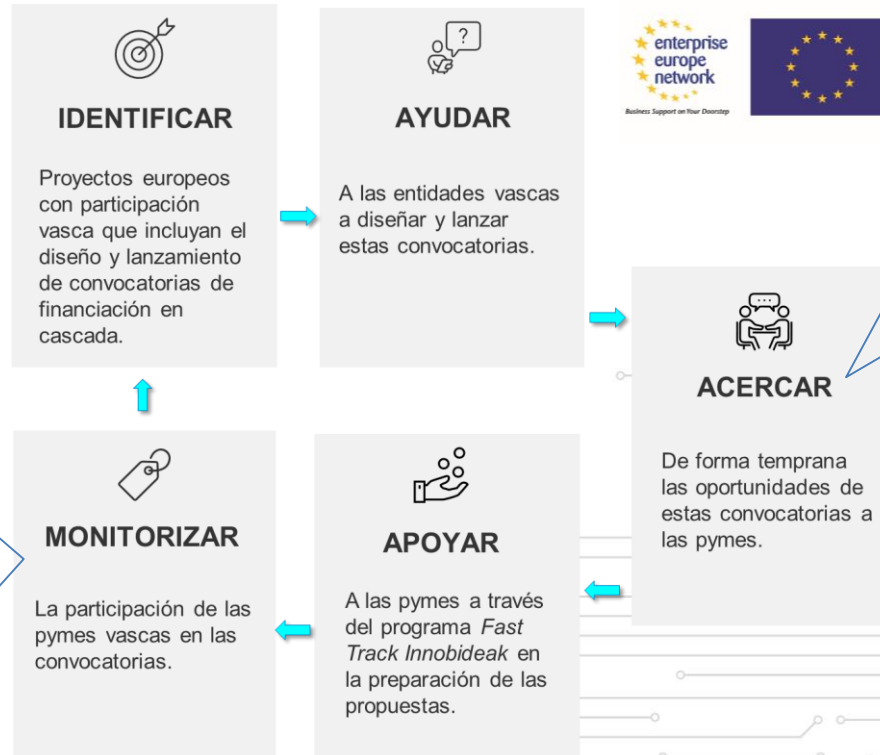 IDENTIFICAR
Proyectos europeos
con participación
vasca que incluyan el
diseño y lanzamiento
de convocatorias de
financiación en
cascada.
?
AYUDAR
A las entidades vascas
a diseñar y lanzar
estas convocatorias.
enterprise
europe
network
Business Support on Your Doorstep
ACERCAR
De forma temprana
las oportunidades de
estas convocatorias a
las pymes.
APOYAR
A las pymes a través
del programa Fast
Track Innobideak en
la preparación de las
propuestas.
MONITORIZAR
La participación de las
pymes vascas en las
convocatorias.